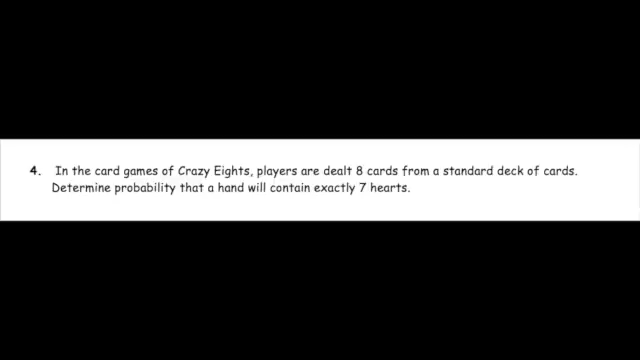 4. In the card games of Crazy Eights, players are dealt 8 cards from a standard deck of cards.
Determine probability that a hand will contain exactly 7 hearts.